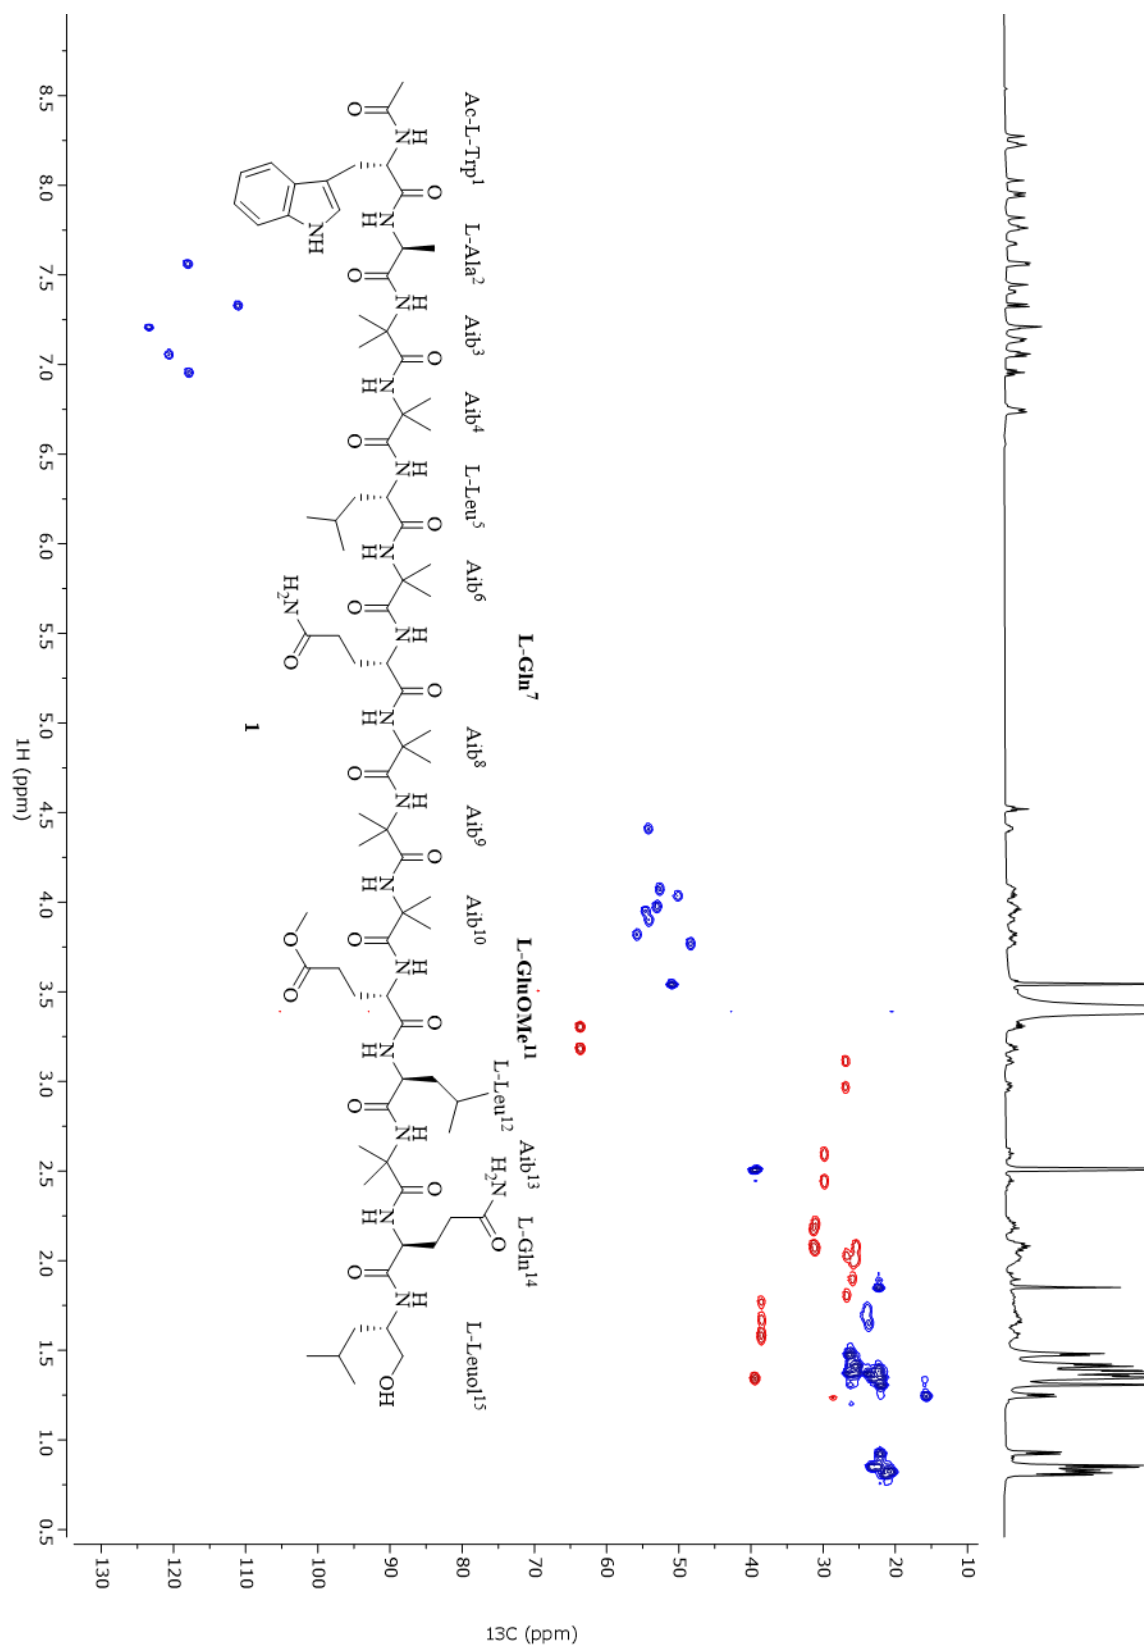 L-Gln⁷
L-GluOMe¹¹
Aib¹³
L-Gln¹⁴
Ac-L-Trp¹
L-Ala²
Aib³
Aib⁴
L-Leu⁵
Aib⁶
Aib⁸
Aib⁹
Aib¹⁰
L-Leu¹²
L-Leuol¹⁵
H₂N
O
H O H O H O H O H O H O H O H
N N N N N N N N N N N N N N N
O H O H O H O H O H O H O H O
OH
NH
H₂N
O
O
O
1
10
20
30
40
50
60
70
80
90
100
110
120
130
13C (ppm)
8.5 8.0 7.5 7.0 6.5 6.0 5.5 5.0 4.5 4.0 3.5 3.0 2.5 2.0 1.5 1.0 0.5
1H (ppm)